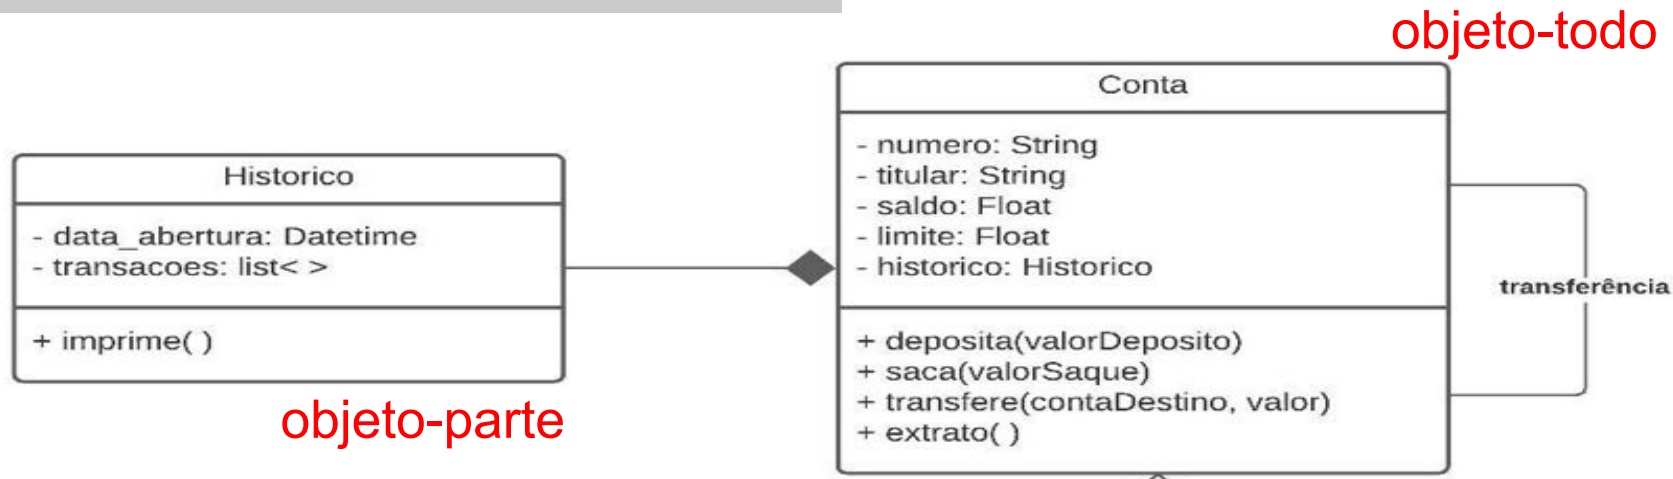 objeto-todo
Conta
- numero: String
- titular: String
- saldo: Float
- limite: Float
- historico: Historico
+ deposita(valorDeposito)
+ saca(valorSaque)
+ transfere(contaDestino, valor)
+ extrato( )
transferência
Historico
- data_abertura: Datetime
- transacoes: list< >
+ imprime( )
objeto-parte